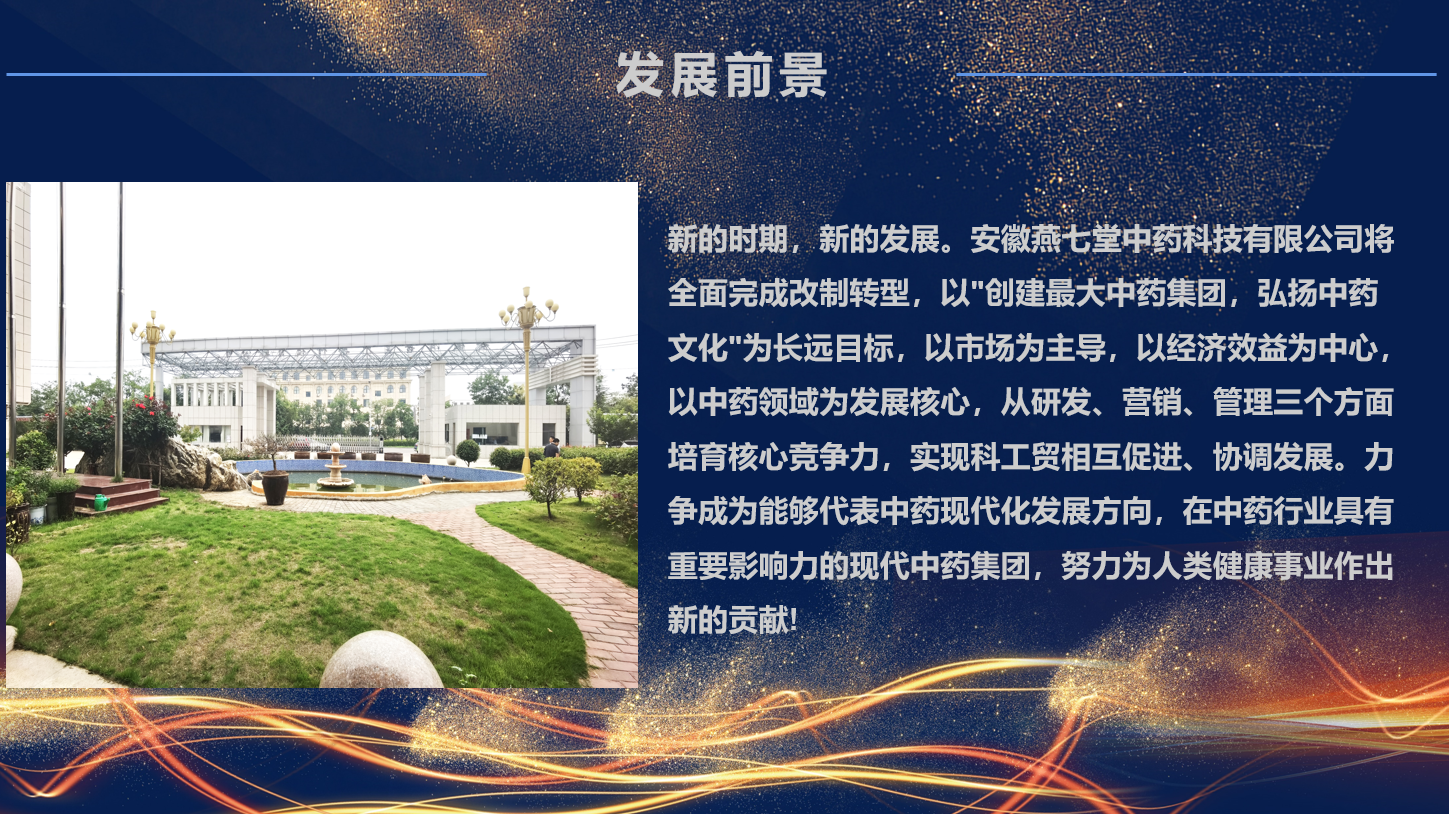 发展前景
新的时期，新的发展。安徽燕七堂中药科技有限公司将
全面完成改制转型，以"创建最大中药集团，弘扬中药
文化"为长远目标，以市场为主导，以经济效益为中心，
以中药领域为发展核心，从研发、营销、管理三个方面
培育核心竞争力，实现科工贸相互促进、协调发展。力
争成为能够代表中药现代化发展方向，在中药行业具有
重要影响力的现代中药集团，努力为人类健康事业作出
新的贡献!